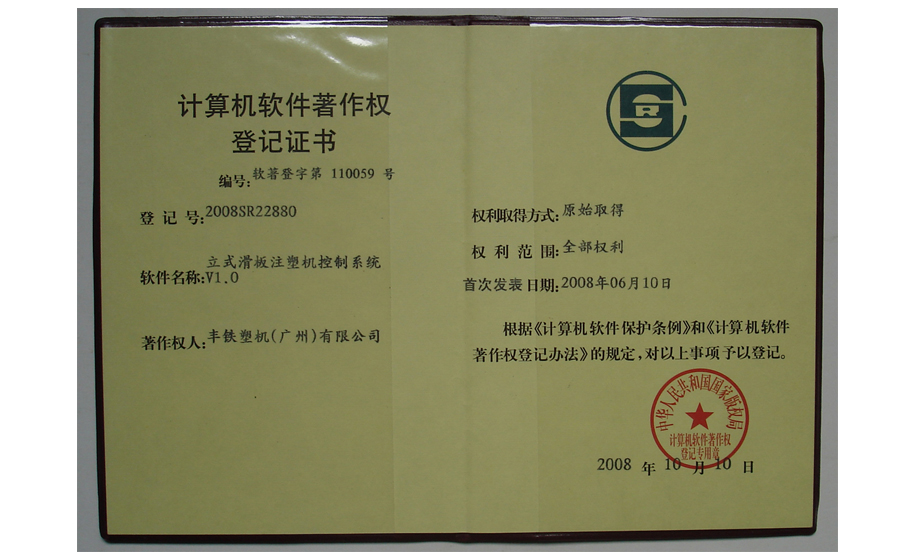 计算机软件著作权
登记证书
编号:软著登字第 110059 号
登 记 号:2008SR22880
立式滑板注塑机控制系统
软件名称:V1.0
著作权人:丰铁塑机(广州)有限公司
SR
权利取得方式:原始取得
权 利 范 围:全部权利
首次发表日期:2008年06月10日
根据《计算机软件保护条例》和《计算机软件
著作权登记办法》的规定,对以上事项予以登记。
中华人民共和国国家版权局
计算机软件著作权
登记专用章
2008 年 10 月 10 日